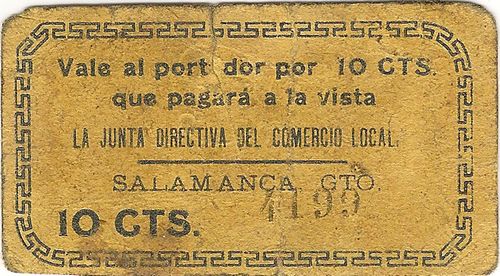 Vale al port dor por 10 CTS.
que pagará a la vista
LA JUNTA DIRECTIVA DEL COMERCIO LOCAL.
SALAMANCA, GTO.
4199
10 CTS.